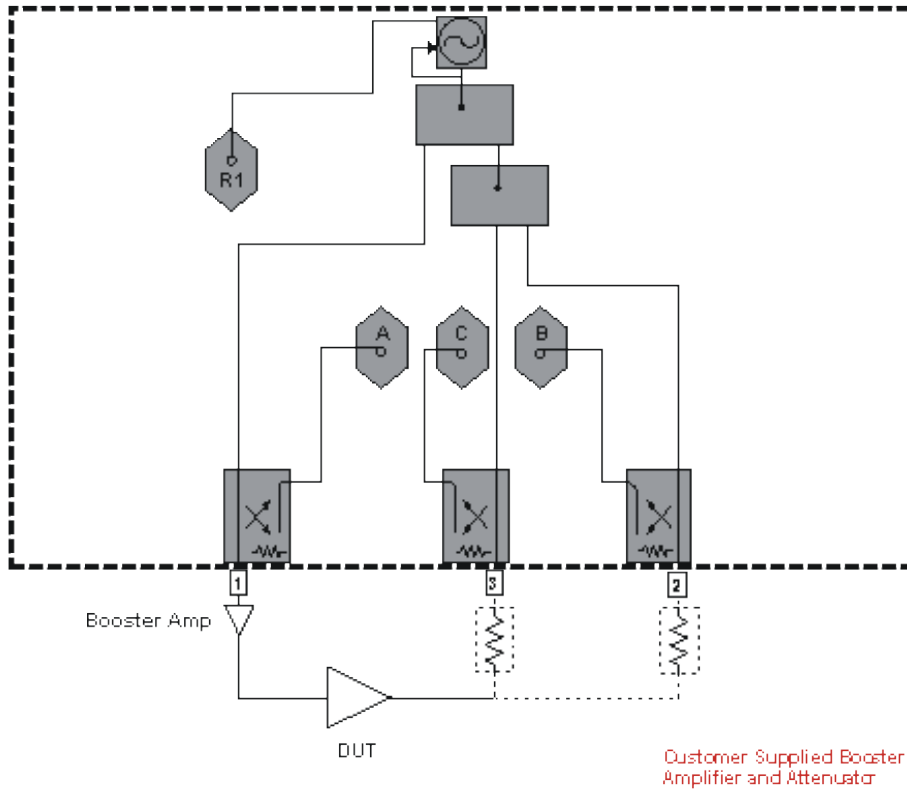 R1
A
C
B
1
3
2
Booster Amp
DUT
Customer Supplied Booster
Amplifier and Attenuator